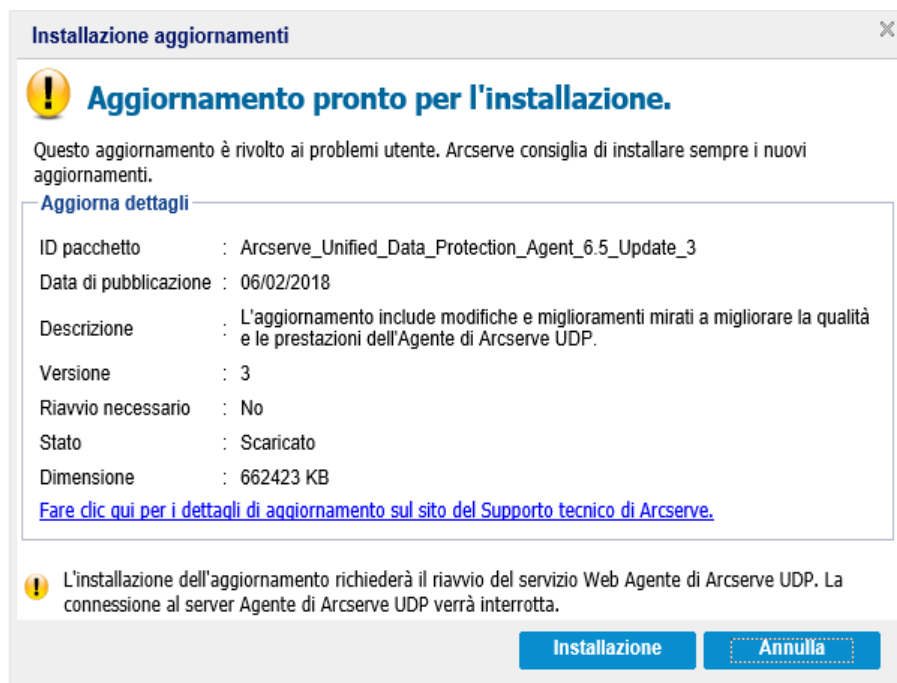 Installazione aggiornamenti
Aggiornamento pronto per l'installazione.
Questo aggiornamento è rivolto ai problemi utente. Arcserve consiglia di installare sempre i nuovi
aggiornamenti.
Aggiorna dettagli
ID pacchetto : Arcserve_Unified_Data_Protection_Agent_6.5_Update_3
Data di pubblicazione : 06/02/2018
Descrizione : L'aggiornamento include modifiche e miglioramenti mirati a migliorare la qualità
e le prestazioni dell'Agente di Arcserve UDP.
Versione : 3
Riavvio necessario : No
Stato : Scaricato
Dimensione : 662423 KB
Fare clic qui per i dettagli di aggiornamento sul sito del Supporto tecnico di Arcserve.
L'installazione dell'aggiornamento richiederà il riavvio del servizio Web Agente di Arcserve UDP. La
connessione al server Agente di Arcserve UDP verrà interrotta.
Installazione Annulla